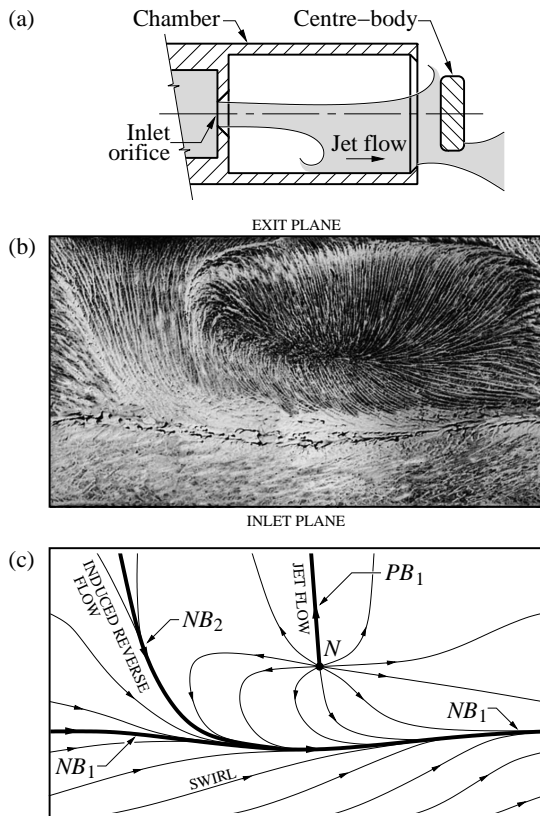 (a)
Chamber
Centre–body
Inlet
orifice
Jet flow
EXIT PLANE
(b)
INLET PLANE
(c)
INDUCED REVERSE
FLOW
NB2
JET FLOW
PB1
N
NB1
NB1
SWIRL